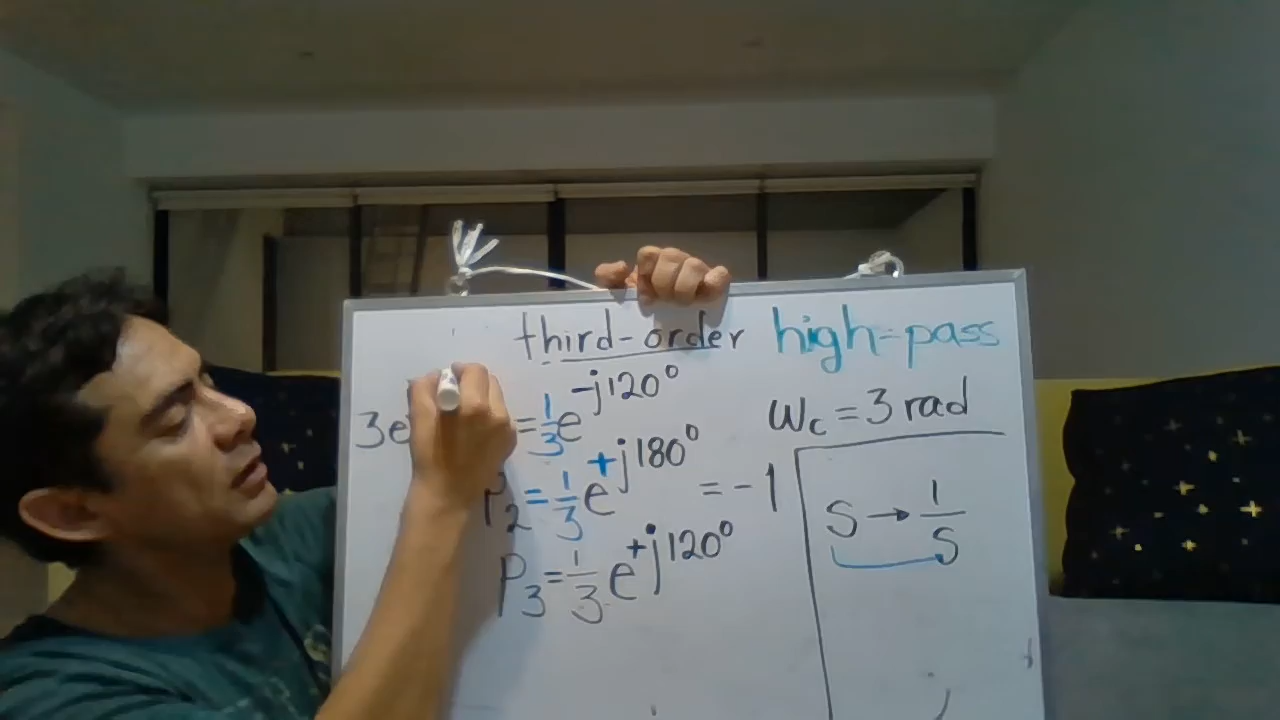 third-order high-pass
3e = 1/3 e^-j120°
ωc = 3 rad
P2 = 1/3 e^+j180° = -1
P3 = 1/3 e^+j120°
S → 1/S